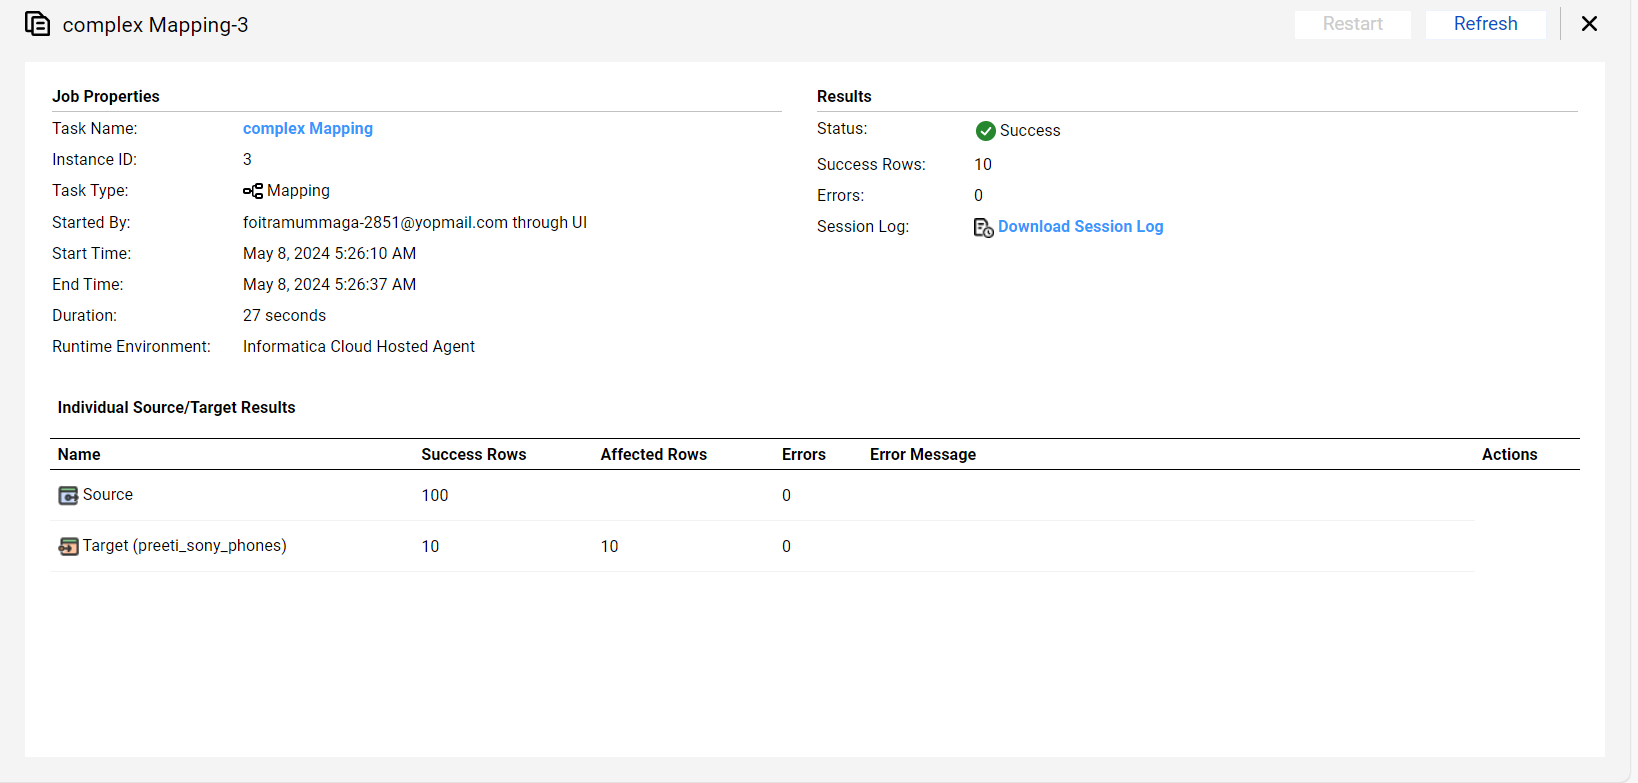 complex Mapping-3
Restart
Refresh
Job Properties
Task Name: complex Mapping
Instance ID: 3
Task Type: Mapping
Started By: foitramummaga-2851@yopmail.com through UI
Start Time: May 8, 2024 5:26:10 AM
End Time: May 8, 2024 5:26:37 AM
Duration: 27 seconds
Runtime Environment: Informatica Cloud Hosted Agent
Results
Status: Success
Success Rows: 10
Errors: 0
Session Log: Download Session Log
Individual Source/Target Results
Name Success Rows Affected Rows Errors Error Message Actions
Source 100 0
Target (preeti_sony_phones) 10 10 0